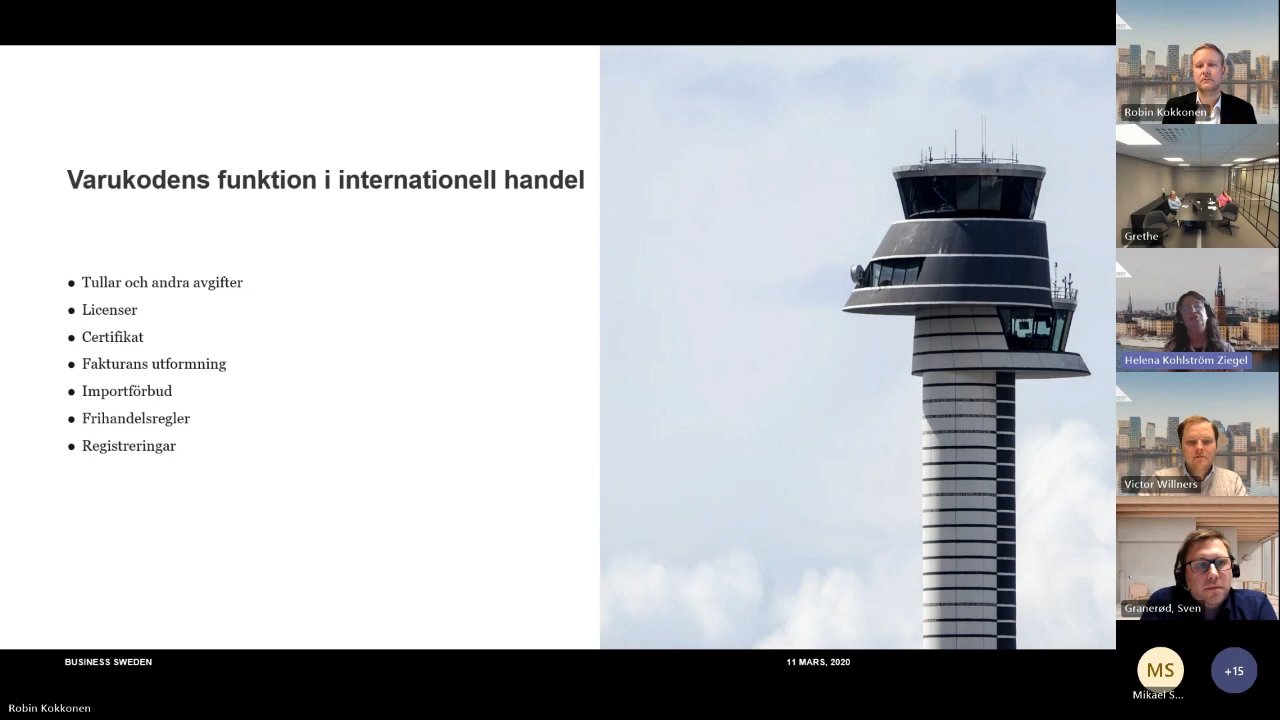 Varukodens funktion i internationell handel
● Tullar och andra avgifter
● Licenser
● Certifikat
● Fakturans utformning
● Importförbud
● Frihandelsregler
● Registreringar
BUSINESS SWEDEN
11 MARS, 2020
Robin Kokkonen
Robin Kokkonen
Grethe
Helena Kohlström Ziegel
Victor Willners
Granerød, Sven
MS
Mikael S...
+15